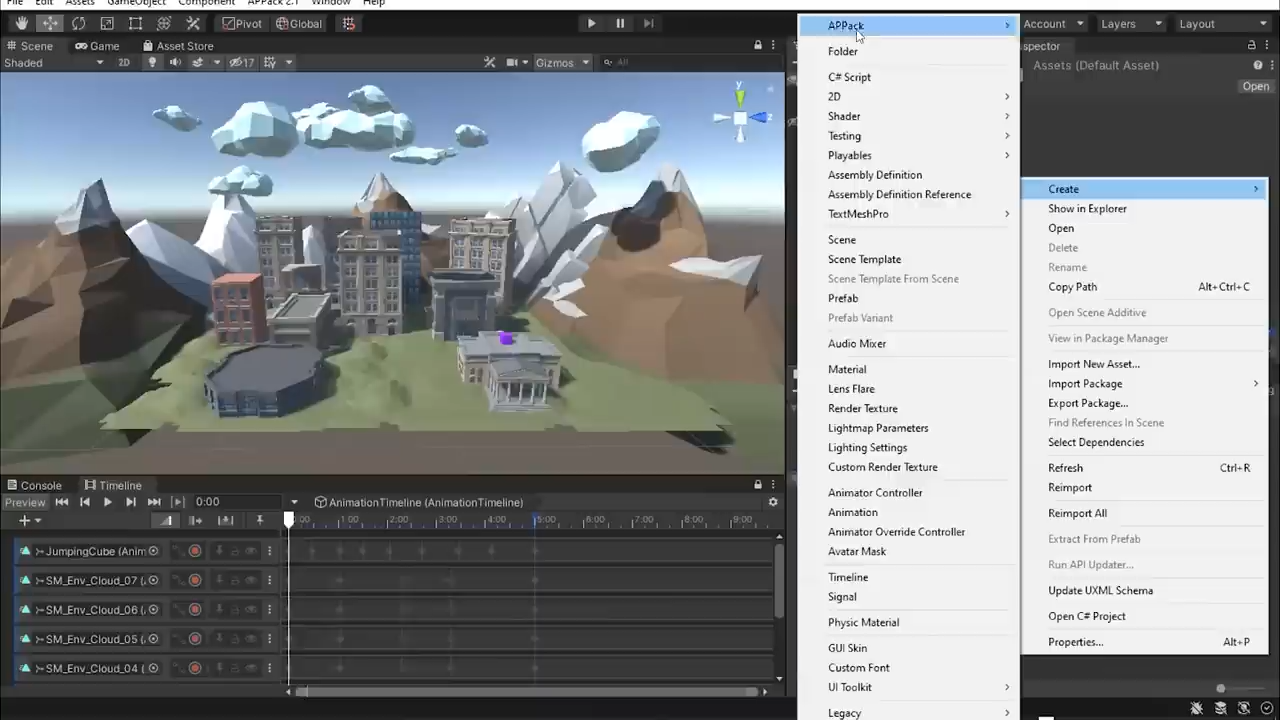 File Edit Assets GameObject Component APPack 2.1 Window Help
Pivot Global Account Layers Layout
Scene Game Asset Store
Shaded 2D 17 Gizmos All
y
z
APPack
Folder
C# Script
2D
Shader
Testing
Playables
Assembly Definition
Assembly Definition Reference
TextMeshPro
Scene
Scene Template
Scene Template From Scene
Prefab
Prefab Variant
Audio Mixer
Material
Lens Flare
Render Texture
Lightmap Parameters
Lighting Settings
Custom Render Texture
Animator Controller
Animation
Animator Override Controller
Avatar Mask
Timeline
Signal
Physic Material
GUI Skin
Custom Font
UI Toolkit
Legacy
spector
Assets (Default Asset)
Open
Create
Show in Explorer
Open
Delete
Rename
Copy Path Alt+Ctrl+C
Open Scene Additive
View in Package Manager
Import New Asset...
Import Package
Export Package...
Find References In Scene
Select Dependencies
Refresh Ctrl+R
Reimport
Reimport All
Extract From Prefab
Run API Updater...
Update UXML Schema
Open C# Project
Properties... Alt+P
Console Timeline
Preview 0:00 AnimationTimeline (AnimationTimeline)
:00 1:00 2:00 3:00 4:00 5:00 6:00 7:00 8:00 9:00
JumpingCube (Anim
SM_Env_Cloud_07 (
SM_Env_Cloud_06 (
SM_Env_Cloud_05 (
SM_Env_Cloud_04 (